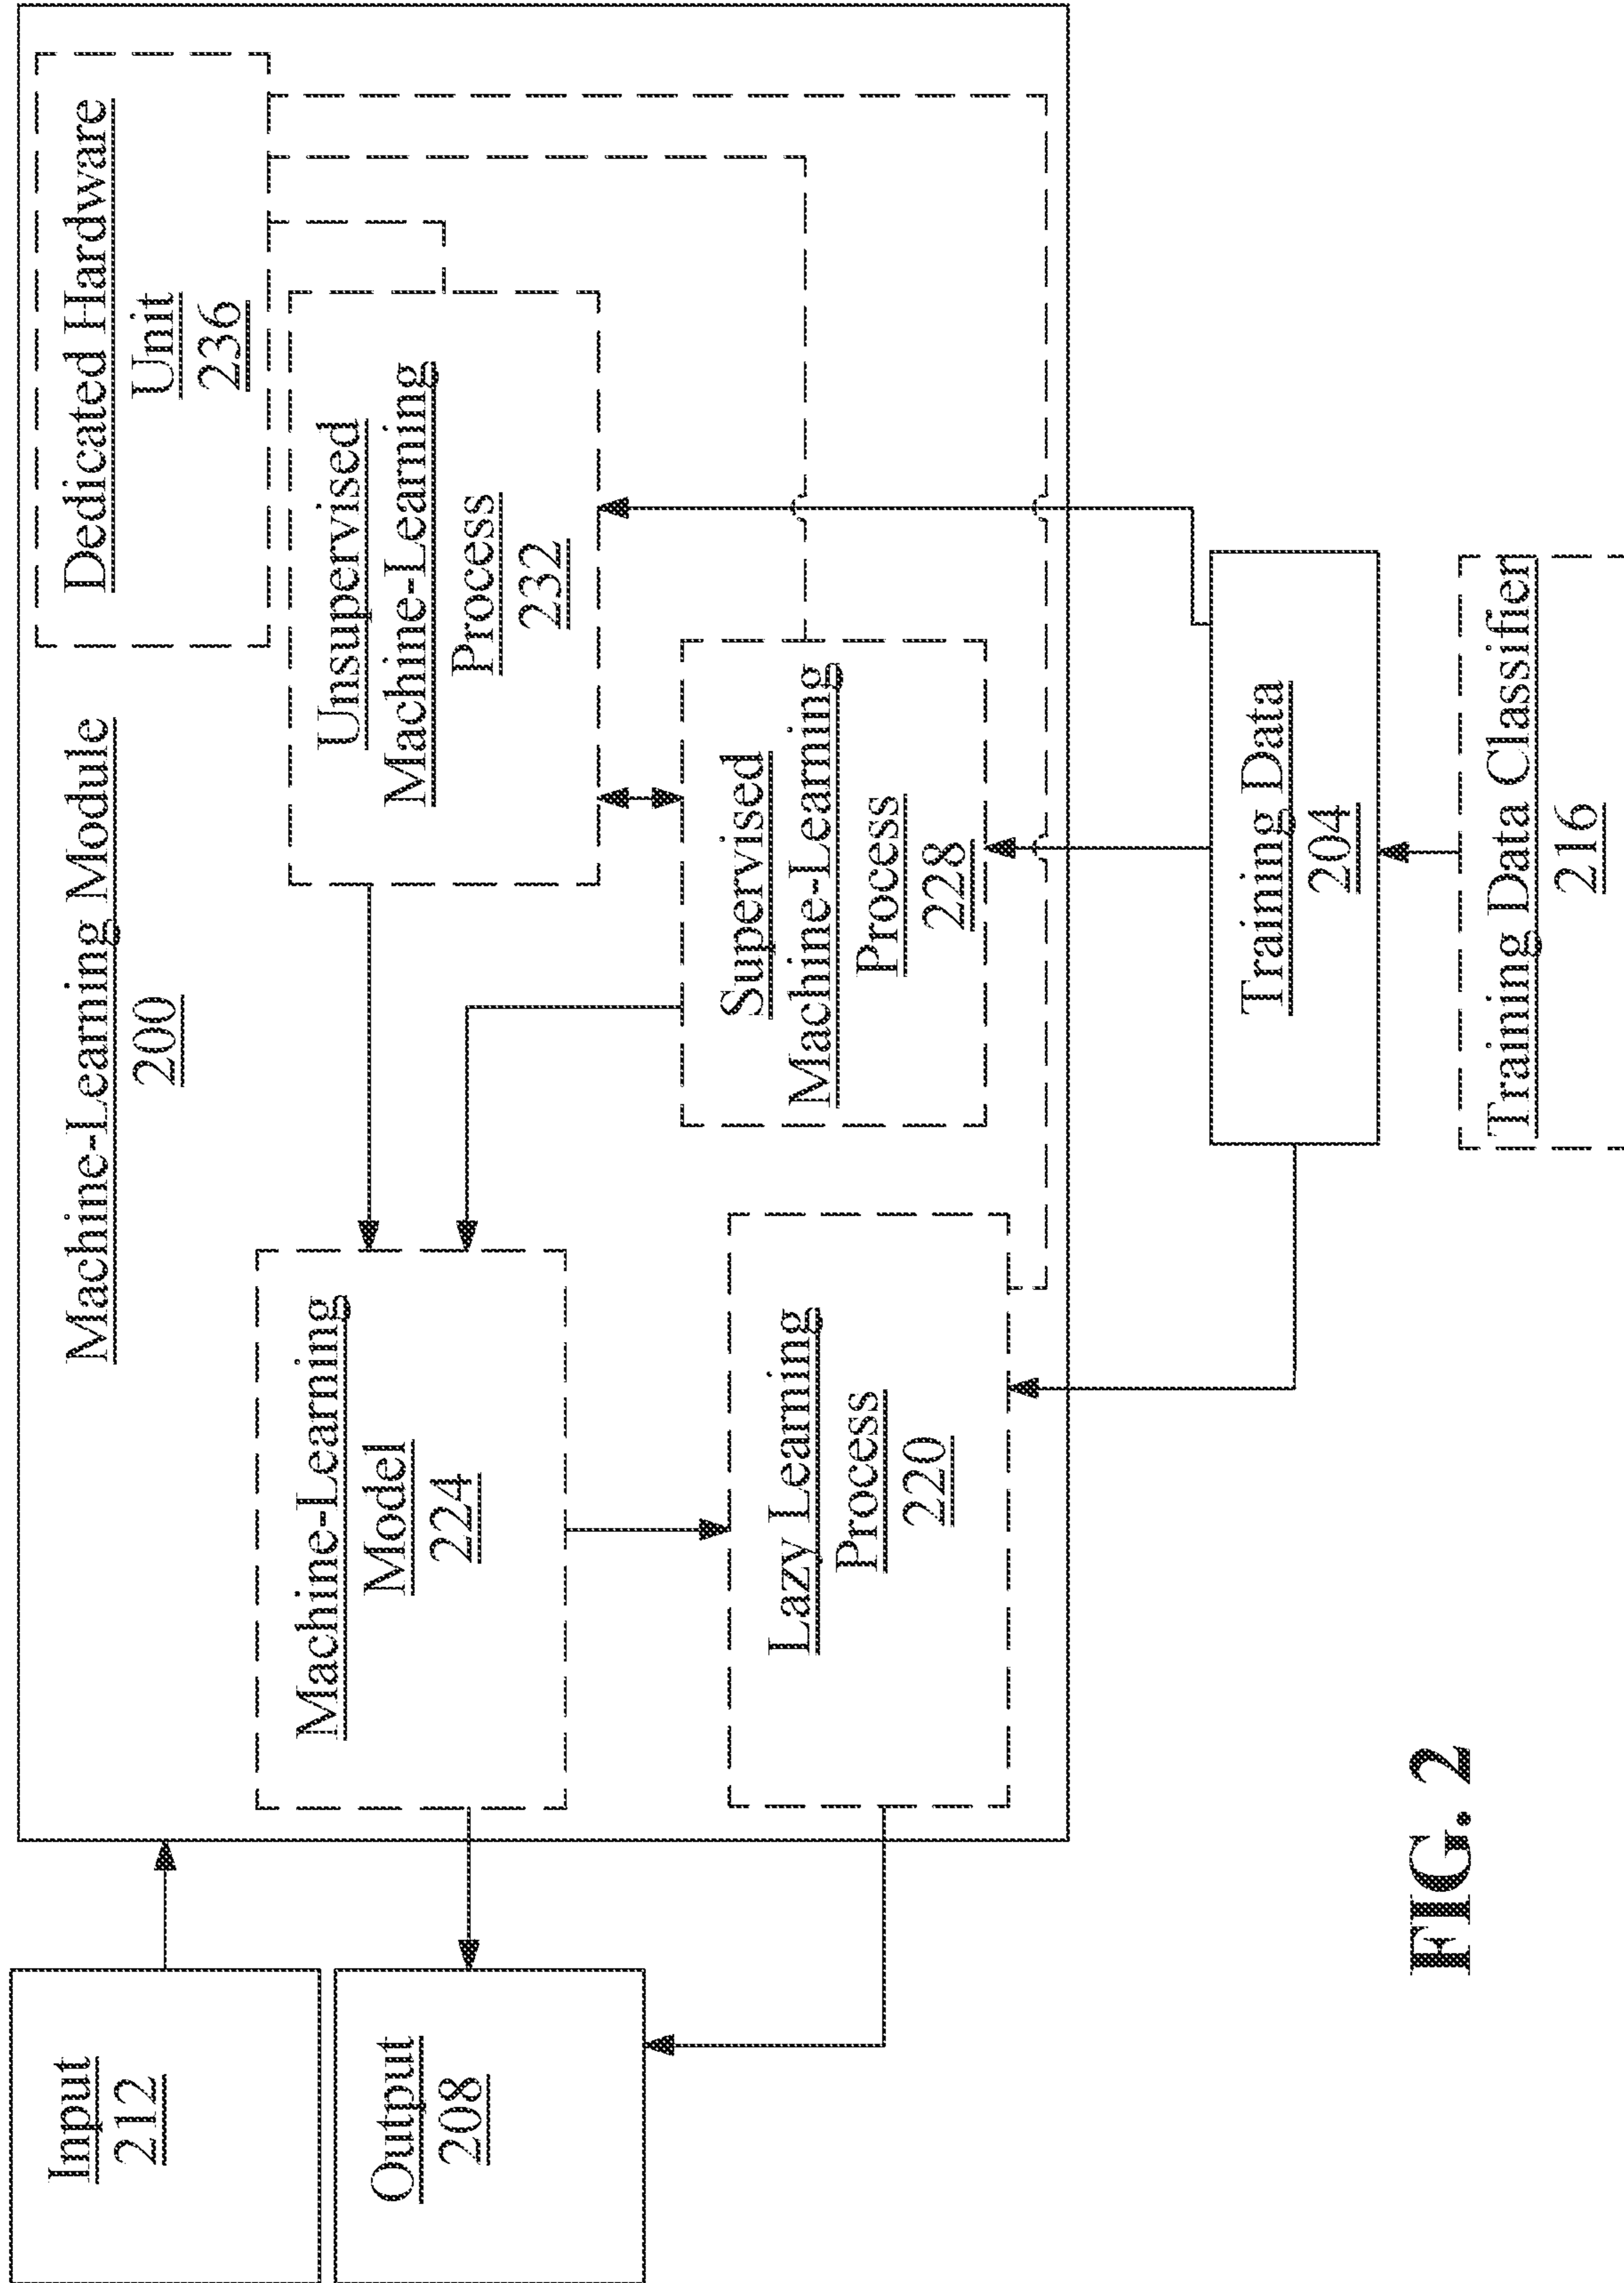 Input
212
Output
208
Machine-Learning Module
200
Machine-Learning
Model
224
Lazy Learning
Process
220
Dedicated Hardware
Unit
236
Unsupervised
Machine-Learning
Process
232
Supervised
Machine-Learning
Process
228
Training Data
204
Training Data Classifier
216
FIG. 2